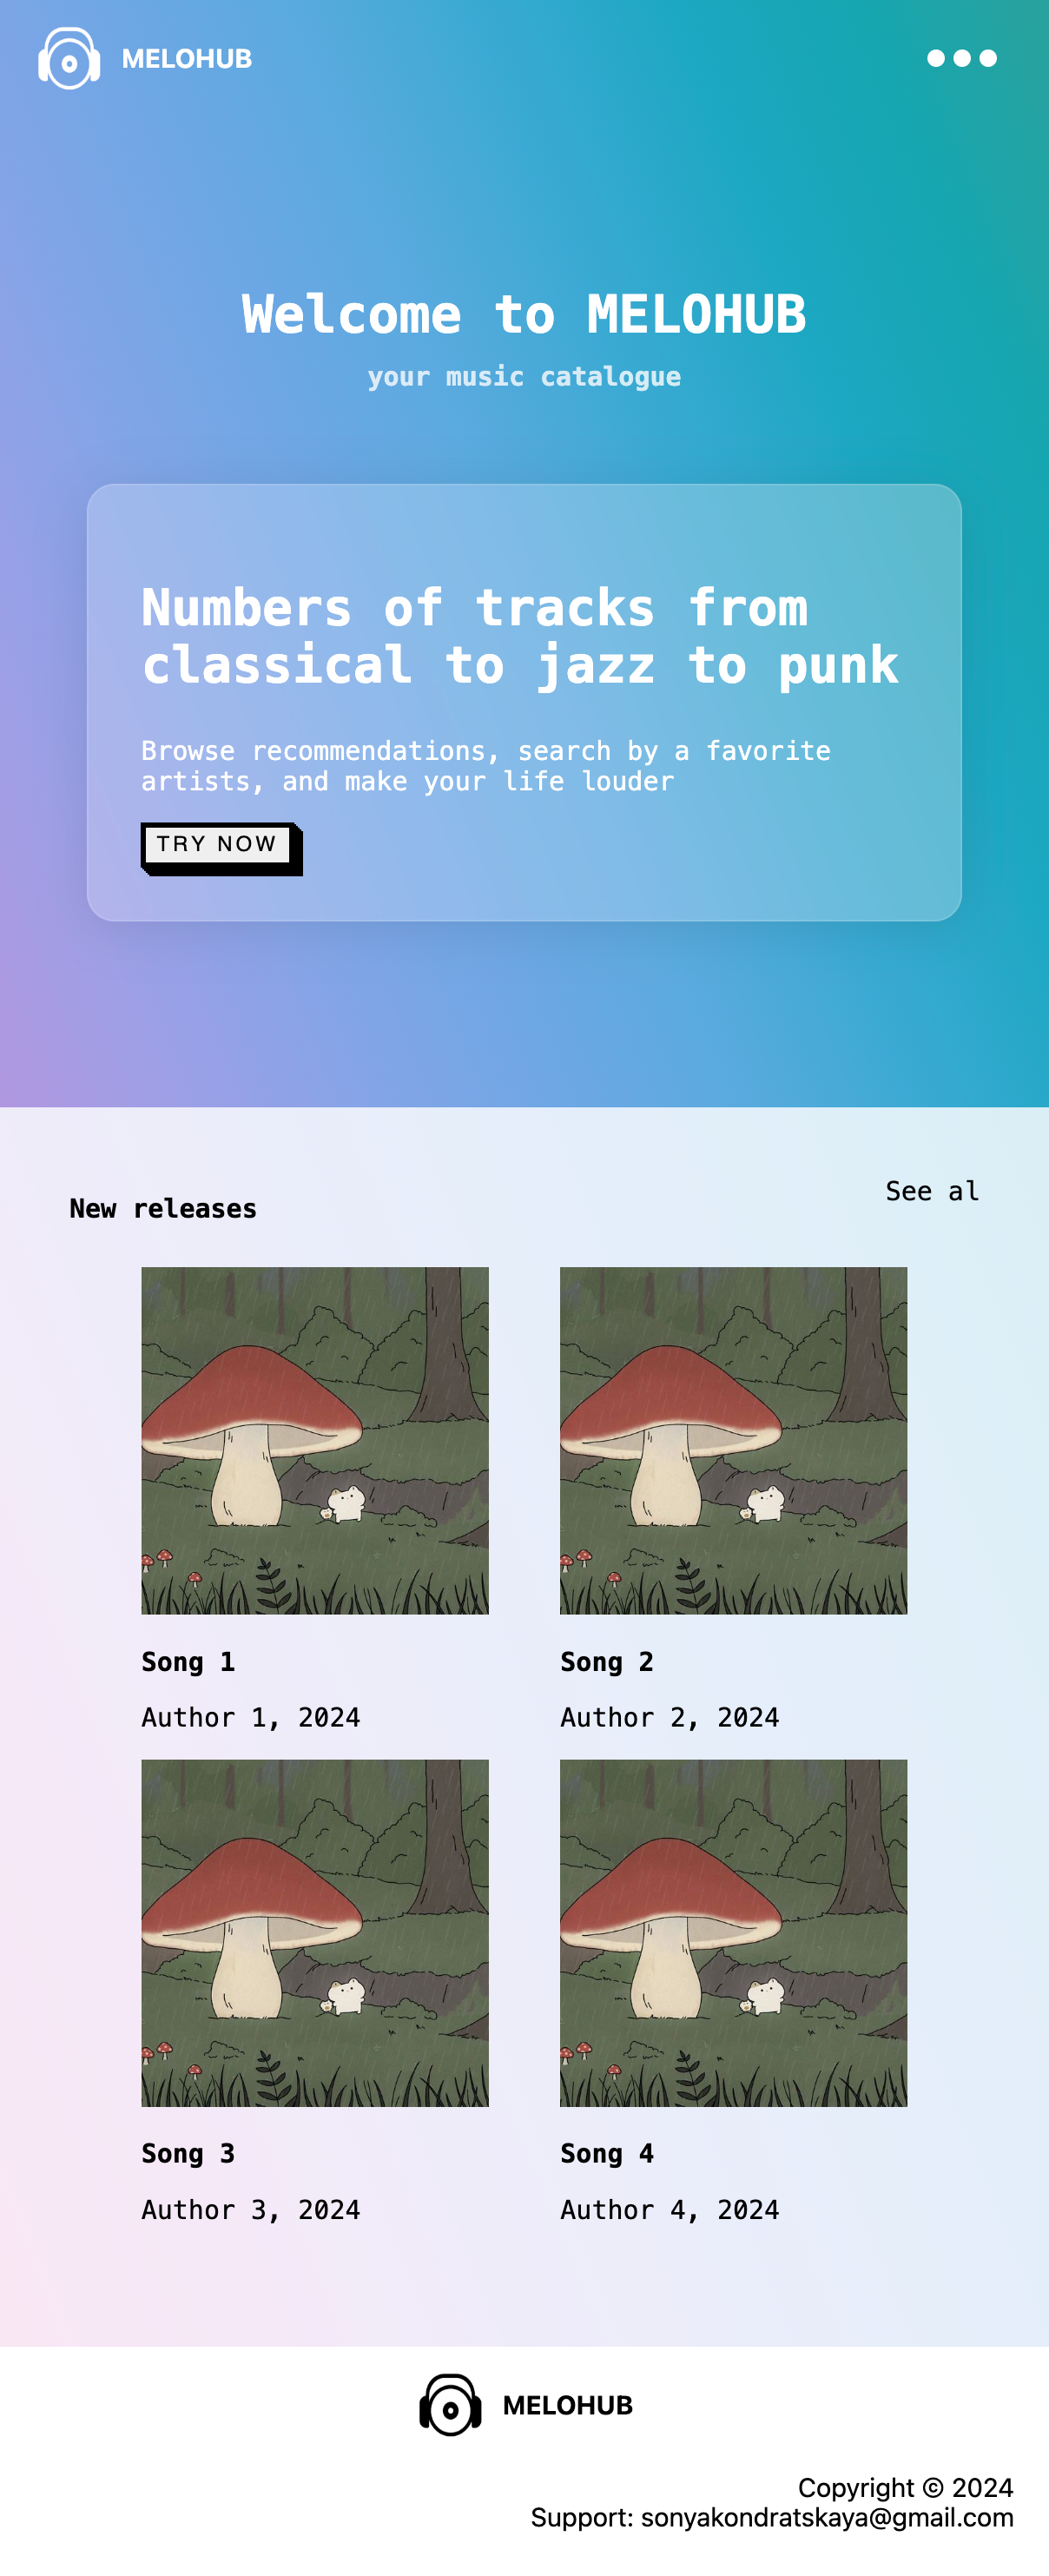 MELOHUB
Welcome to MELOHUB
your music catalogue
Numbers of tracks from
classical to jazz to punk
Browse recommendations, search by a favorite
artists, and make your life louder
TRY NOW
New releases
See al
Song 1
Author 1, 2024
Song 2
Author 2, 2024
Song 3
Author 3, 2024
Song 4
Author 4, 2024
MELOHUB
Copyright © 2024
Support: sonyakondratskaya@gmail.com